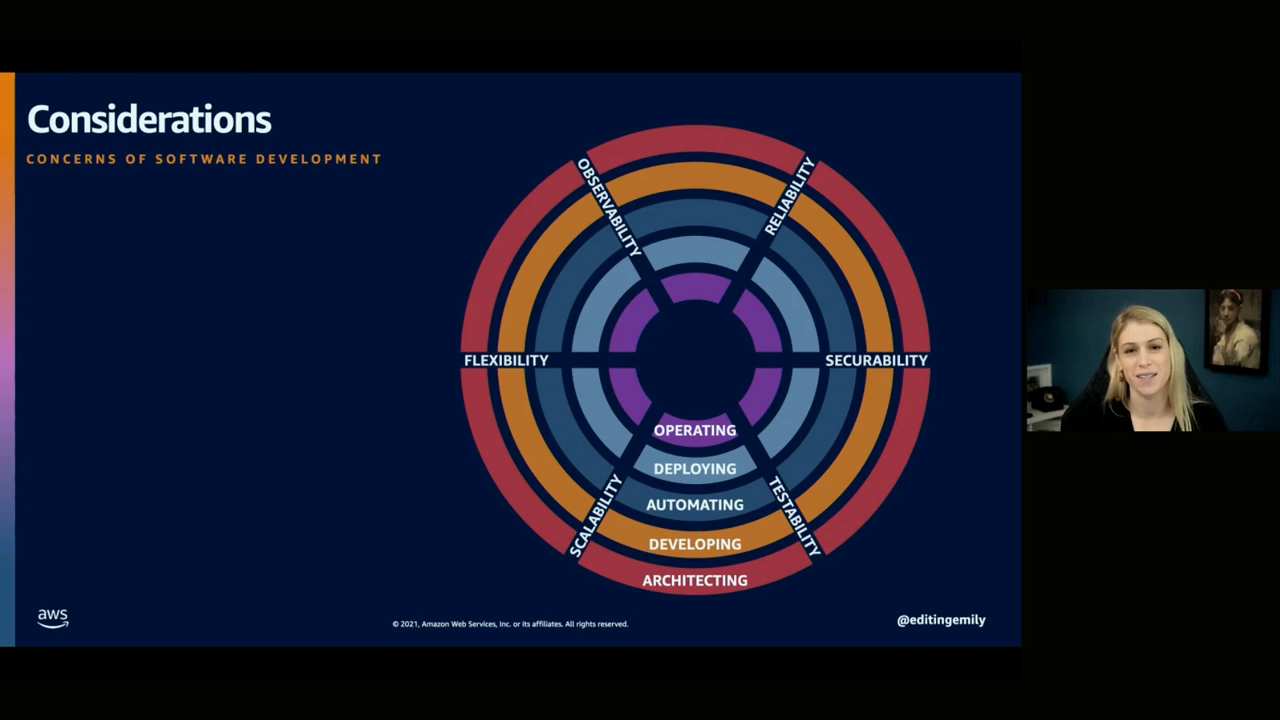 Considerations
CONCERNS OF SOFTWARE DEVELOPMENT
OBSERVABILITY
RELIABILITY
FLEXIBILITY
SECURABILITY
SCALABILITY
TESTABILITY
OPERATING
DEPLOYING
AUTOMATING
DEVELOPING
ARCHITECTING
aws
© 2021, Amazon Web Services, Inc. or its affiliates. All rights reserved.
@editingemily